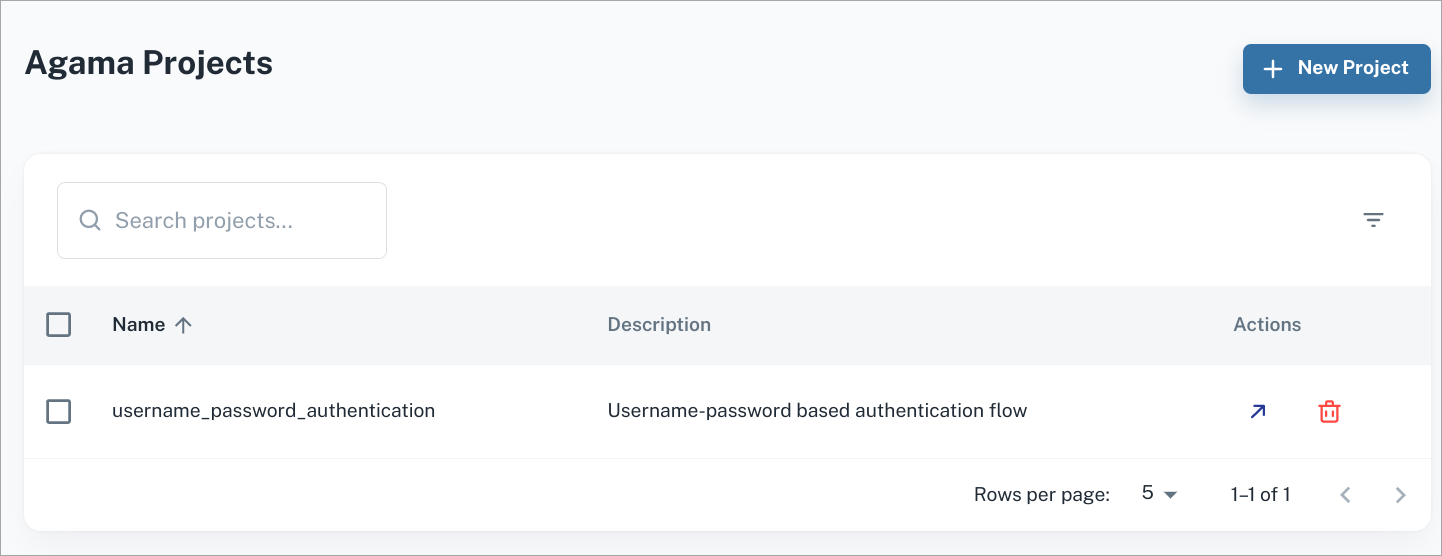 Agama Projects
New Project
Search projects...
Name Description Actions
username_password_authentication Username-password based authentication flow
Rows per page: 5 1–1 of 1